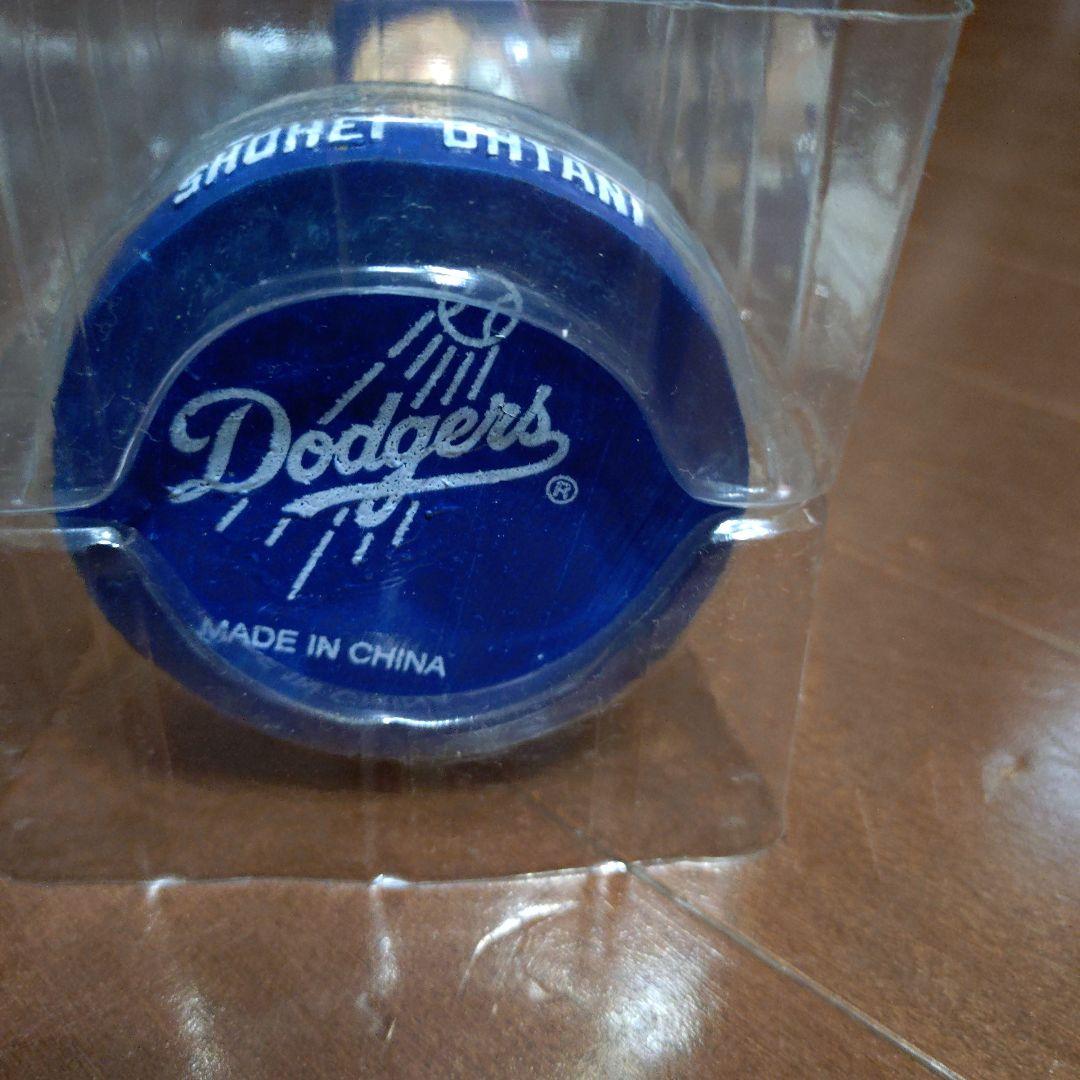 SHOHEI OHTANI
Dodgers
®
MADE IN CHINA